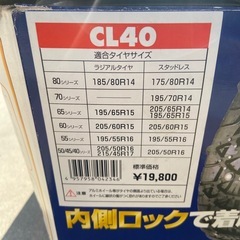 CL40
適合タイヤサイズ
ラジアルタイヤ スタッドレス
80シリーズ 185/80R14 175/80R14
70シリーズ ー 195/70R14
65シリーズ 195/65R15 205/65R14 195/65R15
60シリーズ 205/60R15 205/60R15
55シリーズ 195/55R16 195/55R16
50/45/40シリーズ 205/50R16 215/45R17 205/50R16
標準価格
¥19,800
4957958042344
内側ロックで着